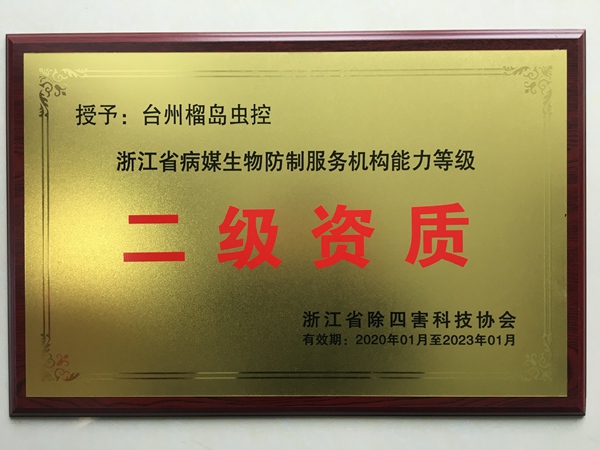 授予：台州榴岛虫控
浙江省病媒生物防制服务机构能力等级
二级资质
浙江省除四害科技协会
有效期：2020年01月至2023年01月